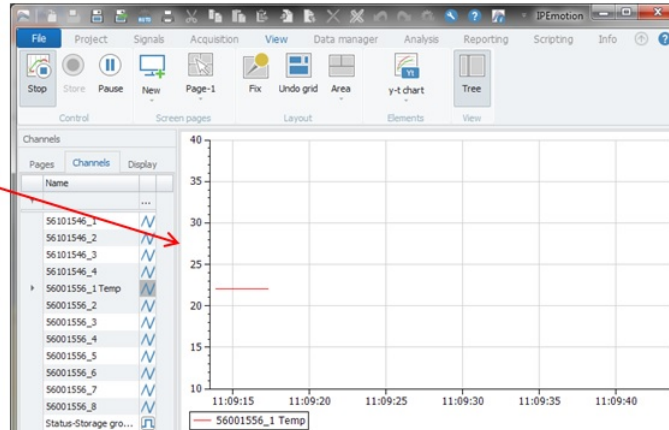 AUTO
IPEmotion
File Project Signals Acquisition View Data manager Analysis Reporting Scripting Info
Stop Store Pause New Page-1 Fix Undo grid Area y-t chart Tree
Control Screen pages Layout Elements View
Channels
Pages Channels Display
Name
...
56101546_1
56101546_2
56101546_3
56101546_4
56001556_1 Temp
56001556_2
56001556_3
56001556_4
56001556_5
56001556_6
56001556_7
56001556_8
Status-Storage gro...
40
35
30
25
20
15
10
11:09:15 11:09:20 11:09:25 11:09:30 11:09:35 11:09:40
56001556_1 Temp